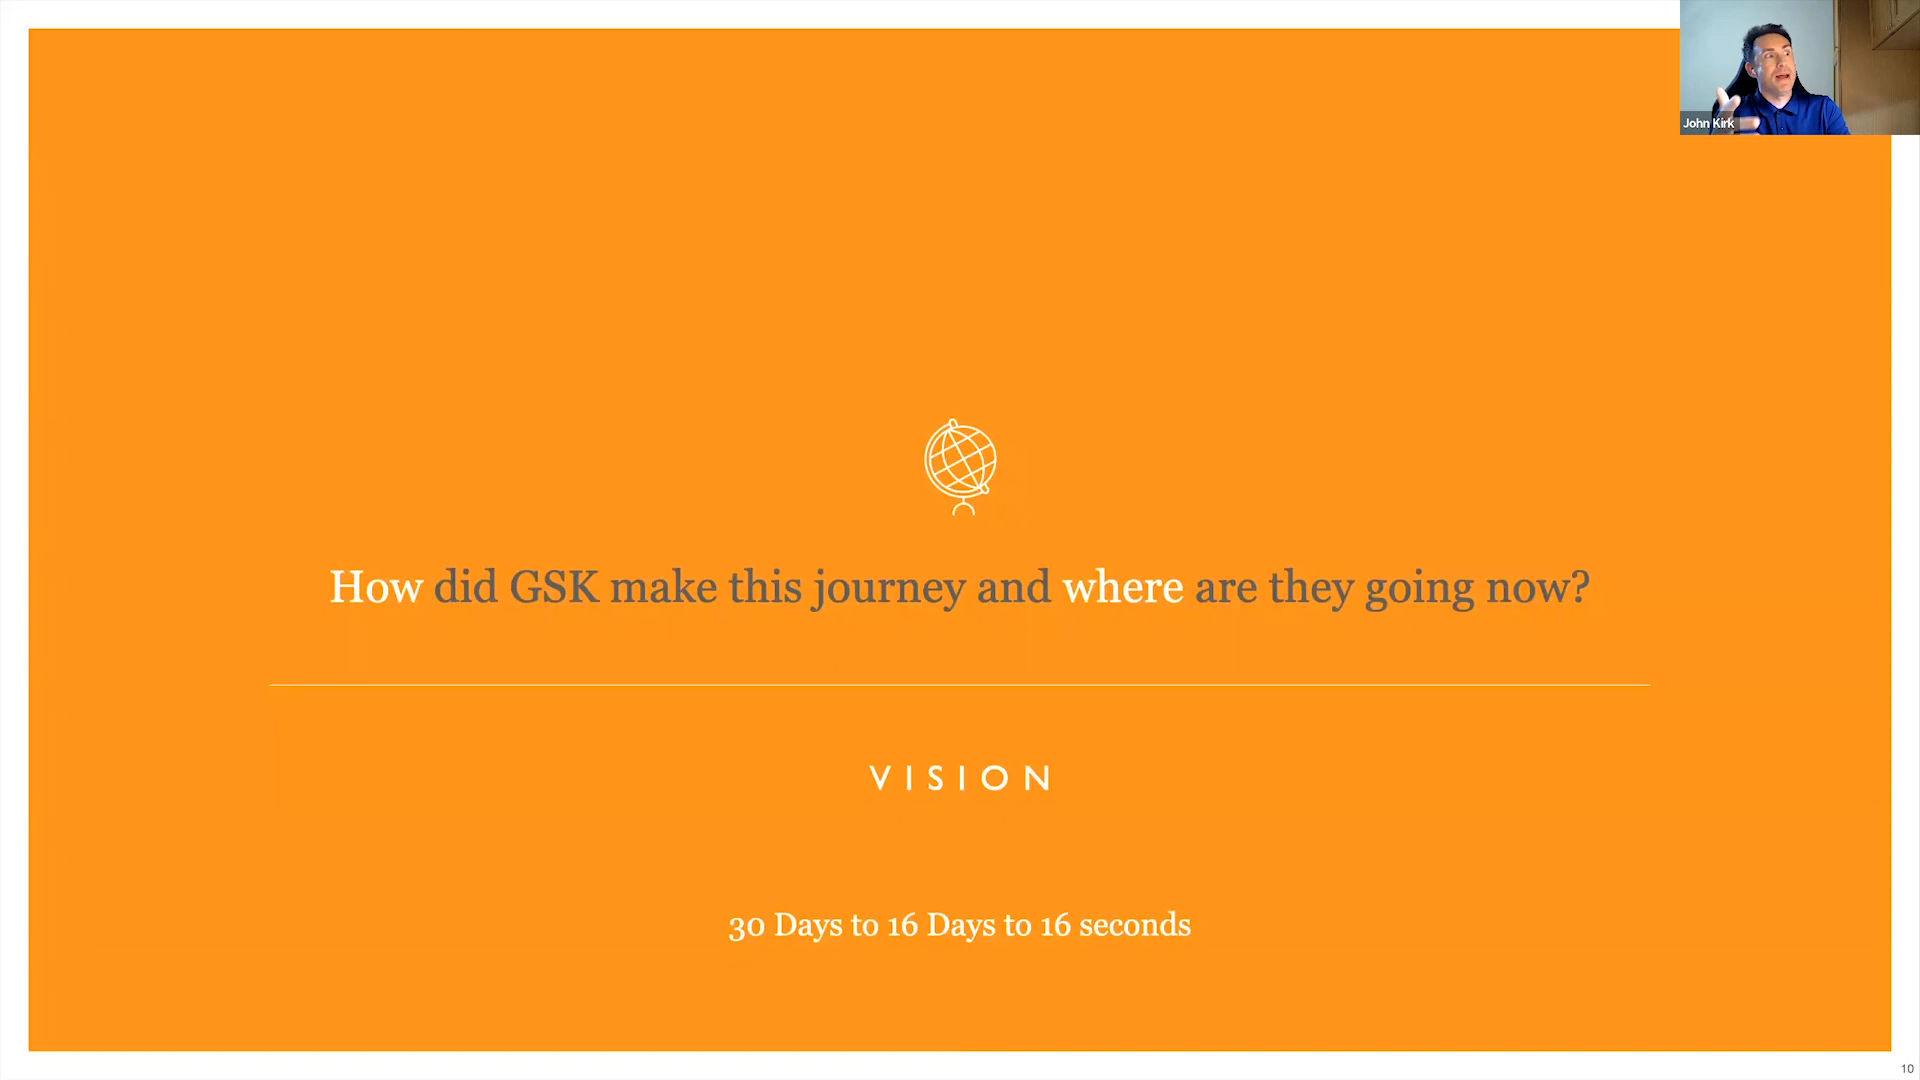 John Kirk
How did GSK make this journey and where are they going now?
VISION
30 Days to 16 Days to 16 seconds
10